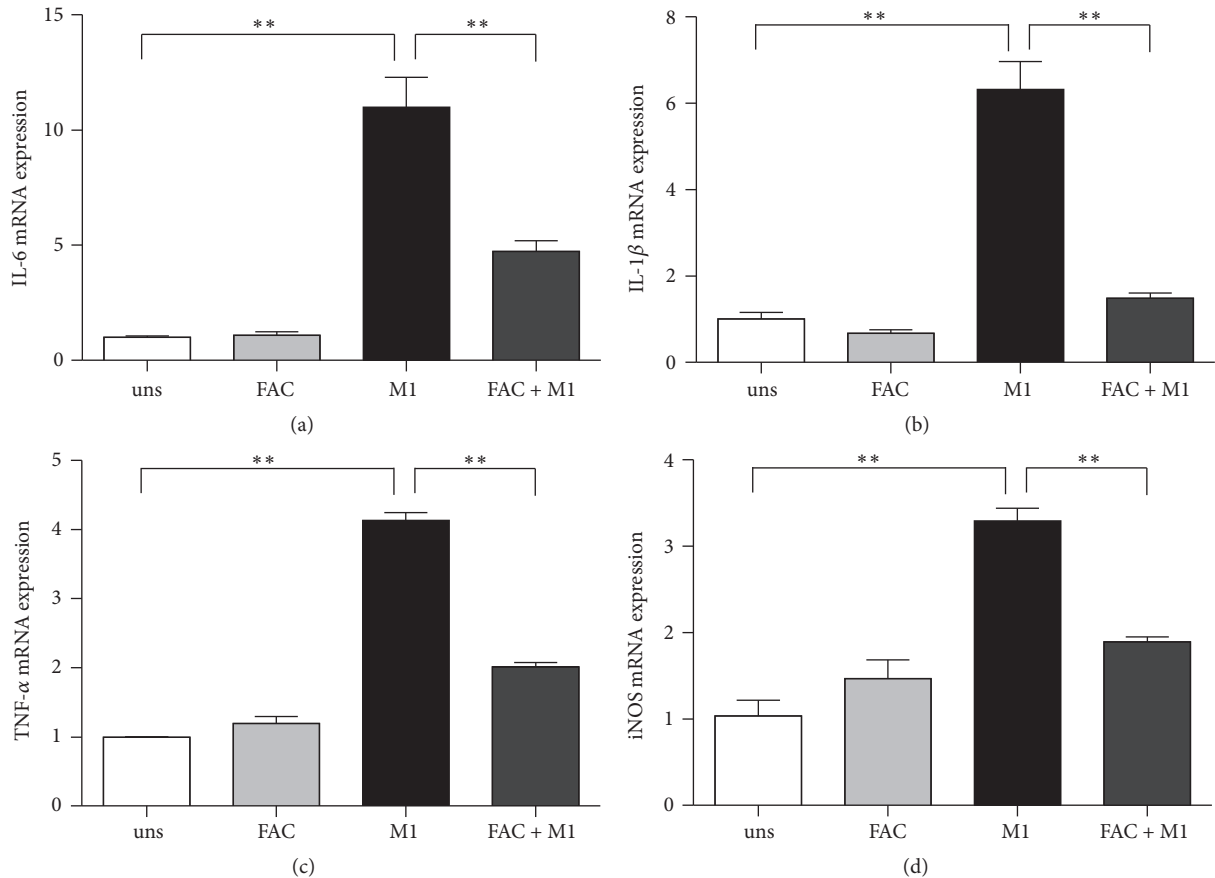 IL-6 mRNA expression
15
10
5
0
**
**
uns
FAC
M1
FAC + M1
(a)
IL-1β mRNA expression
8
6
4
2
0
**
**
uns
FAC
M1
FAC + M1
(b)
TNF-α mRNA expression
5
4
3
2
1
0
**
**
uns
FAC
M1
FAC + M1
(c)
iNOS mRNA expression
4
3
2
1
0
**
**
uns
FAC
M1
FAC + M1
(d)